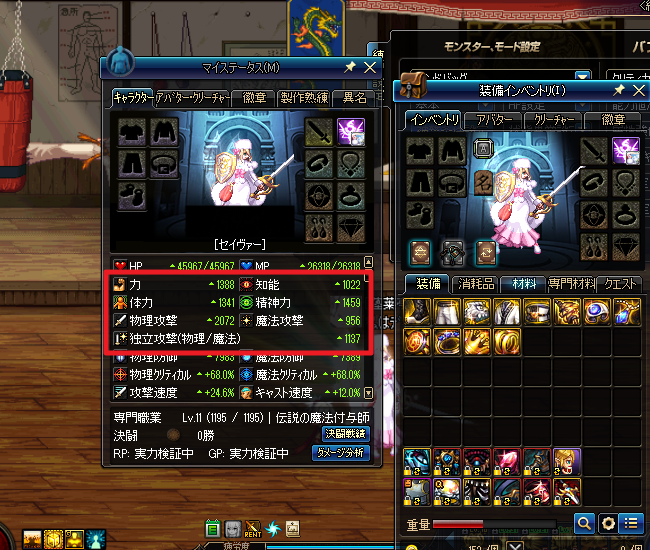 急所
モンスター、モード設定
マイステータス(M)
キャラクター アバター・クリーチャー 徽章 製作熟練 異名
装備インベントリ(I)
インベントリ アバター クリーチャー 徽章
名
[セイヴァー]
HP 45967/45967 MP 26318/26318
力 1388 知能 1022
体力 1341 精神力 1459
物理攻撃 2072 魔法攻撃 956
独立攻撃(物理/魔法) 1137
物理防御 7983 魔法防御 7389
物理クリティカル +68.0% 魔法クリティカル +68.0%
攻撃速度 +24.6% キャスト速度 +12.0%
専門職業 Lv.11 (1195 / 1195) | 伝説の魔法付与師
決闘 0勝 決闘戦績
RP: 実力検証中 GP: 実力検証中 ダメージ分析
装備 消耗品 材料 専門材料 クエスト
重量
RENT
疲労度